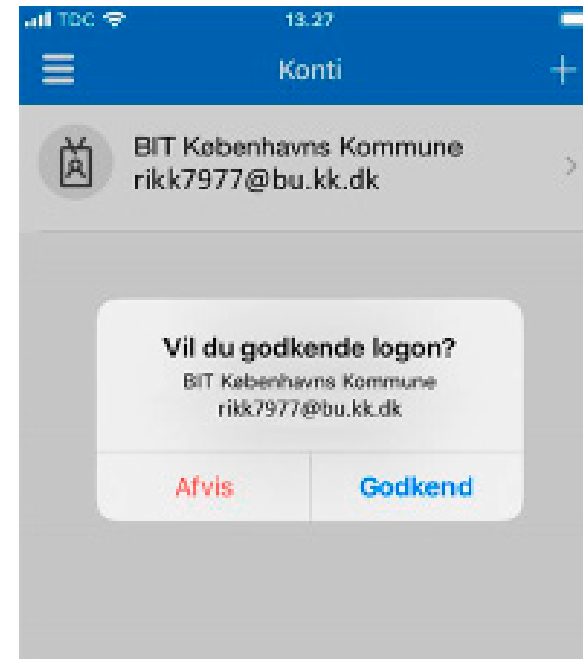 TDC 13.27
Konti
BIT Københavns Kommune
rikk7977@bu.kk.dk
Vil du godkende logon?
BIT Københavns Kommune
rikk7977@bu.kk.dk
Afvis Godkend